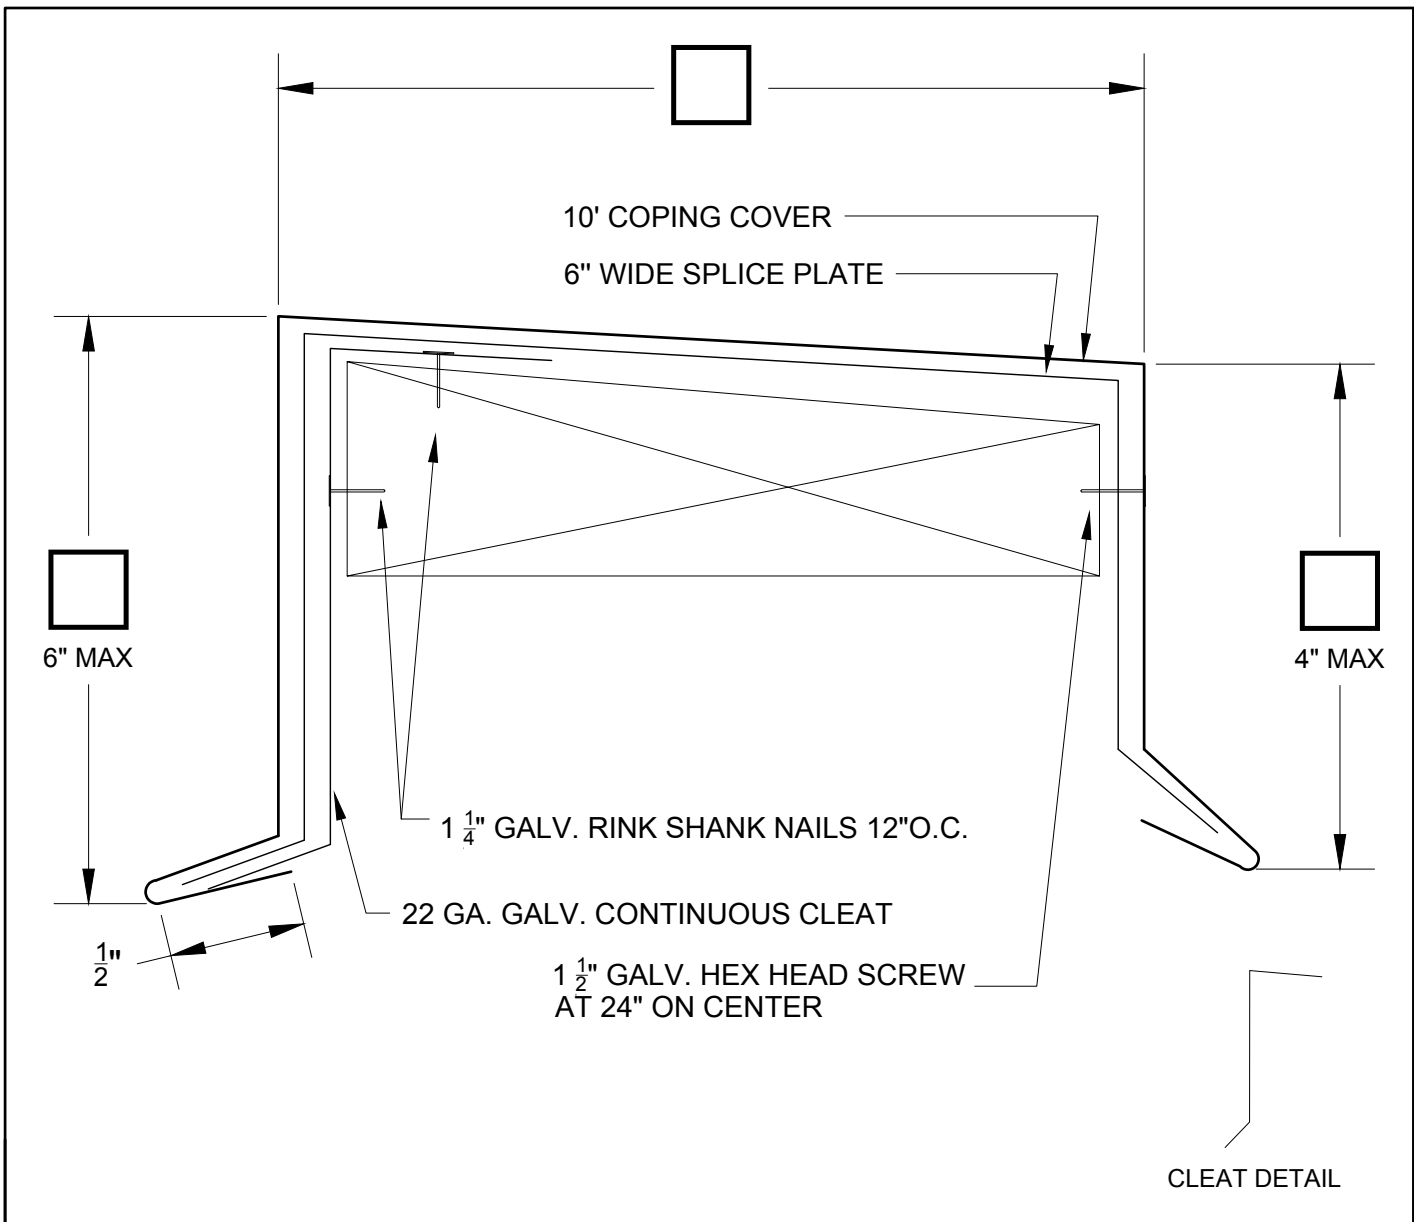 10' COPING COVER
6" WIDE SPLICE PLATE
6" MAX
4" MAX
1 1/4" GALV. RINK SHANK NAILS 12"O.C.
22 GA. GALV. CONTINUOUS CLEAT
1/2"
1 1/2" GALV. HEX HEAD SCREW
AT 24" ON CENTER
CLEAT DETAIL